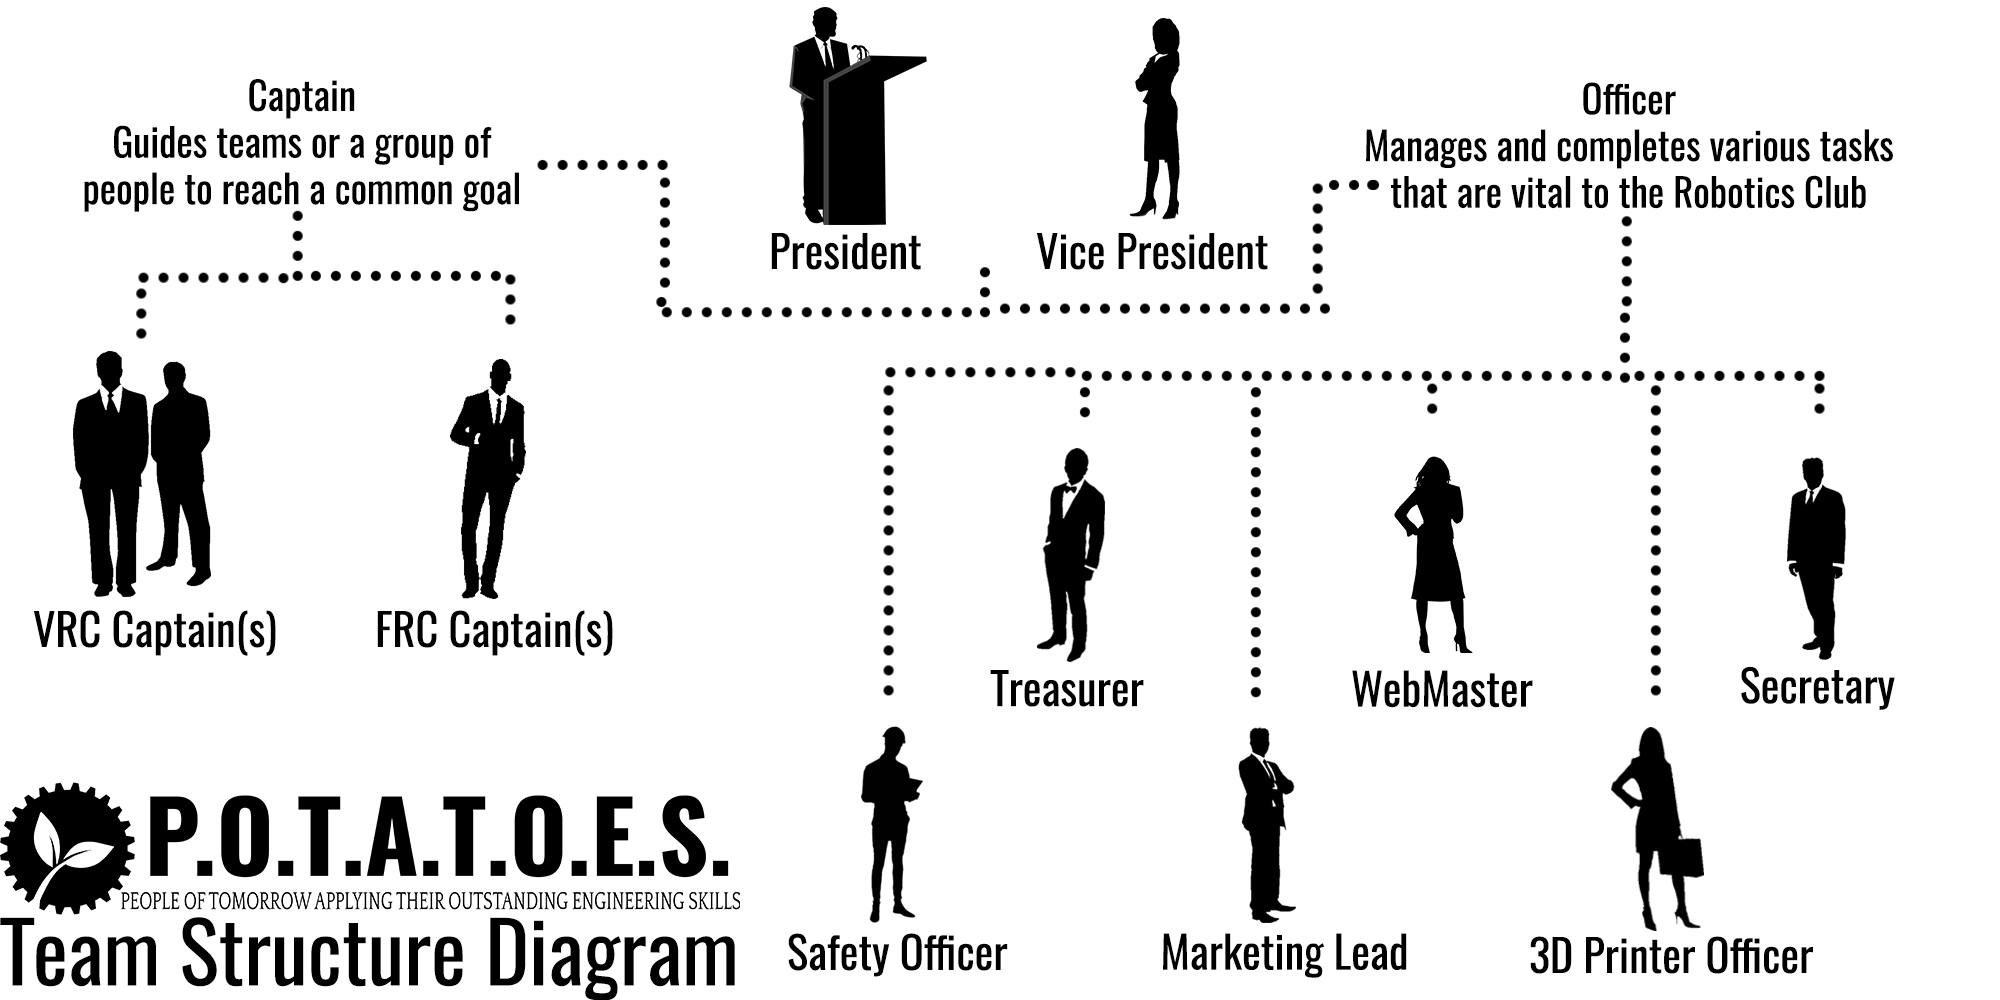 Captain
Guides teams or a group of
people to reach a common goal
President
Vice President
Officer
Manages and completes various tasks
that are vital to the Robotics Club
VRC Captain(s)
FRC Captain(s)
Treasurer
WebMaster
Secretary
Safety Officer
Marketing Lead
3D Printer Officer
P.O.T.A.T.O.E.S.
PEOPLE OF TOMORROW APPLYING THEIR OUTSTANDING ENGINEERING SKILLS
Team Structure Diagram